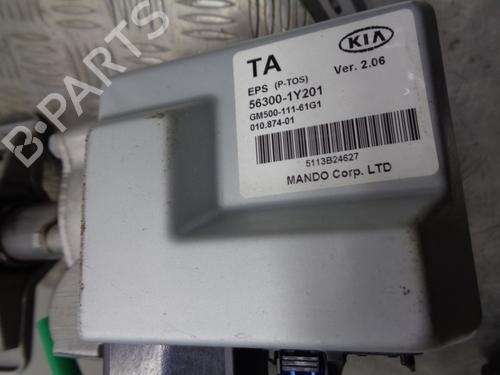 TA
KIA
EPS (P-TOS)
Ver. 2.06
56300-1Y201
GM500-111-61G1
010.874-01
5113B24627
MANDO Corp. LTD
B-PARTS